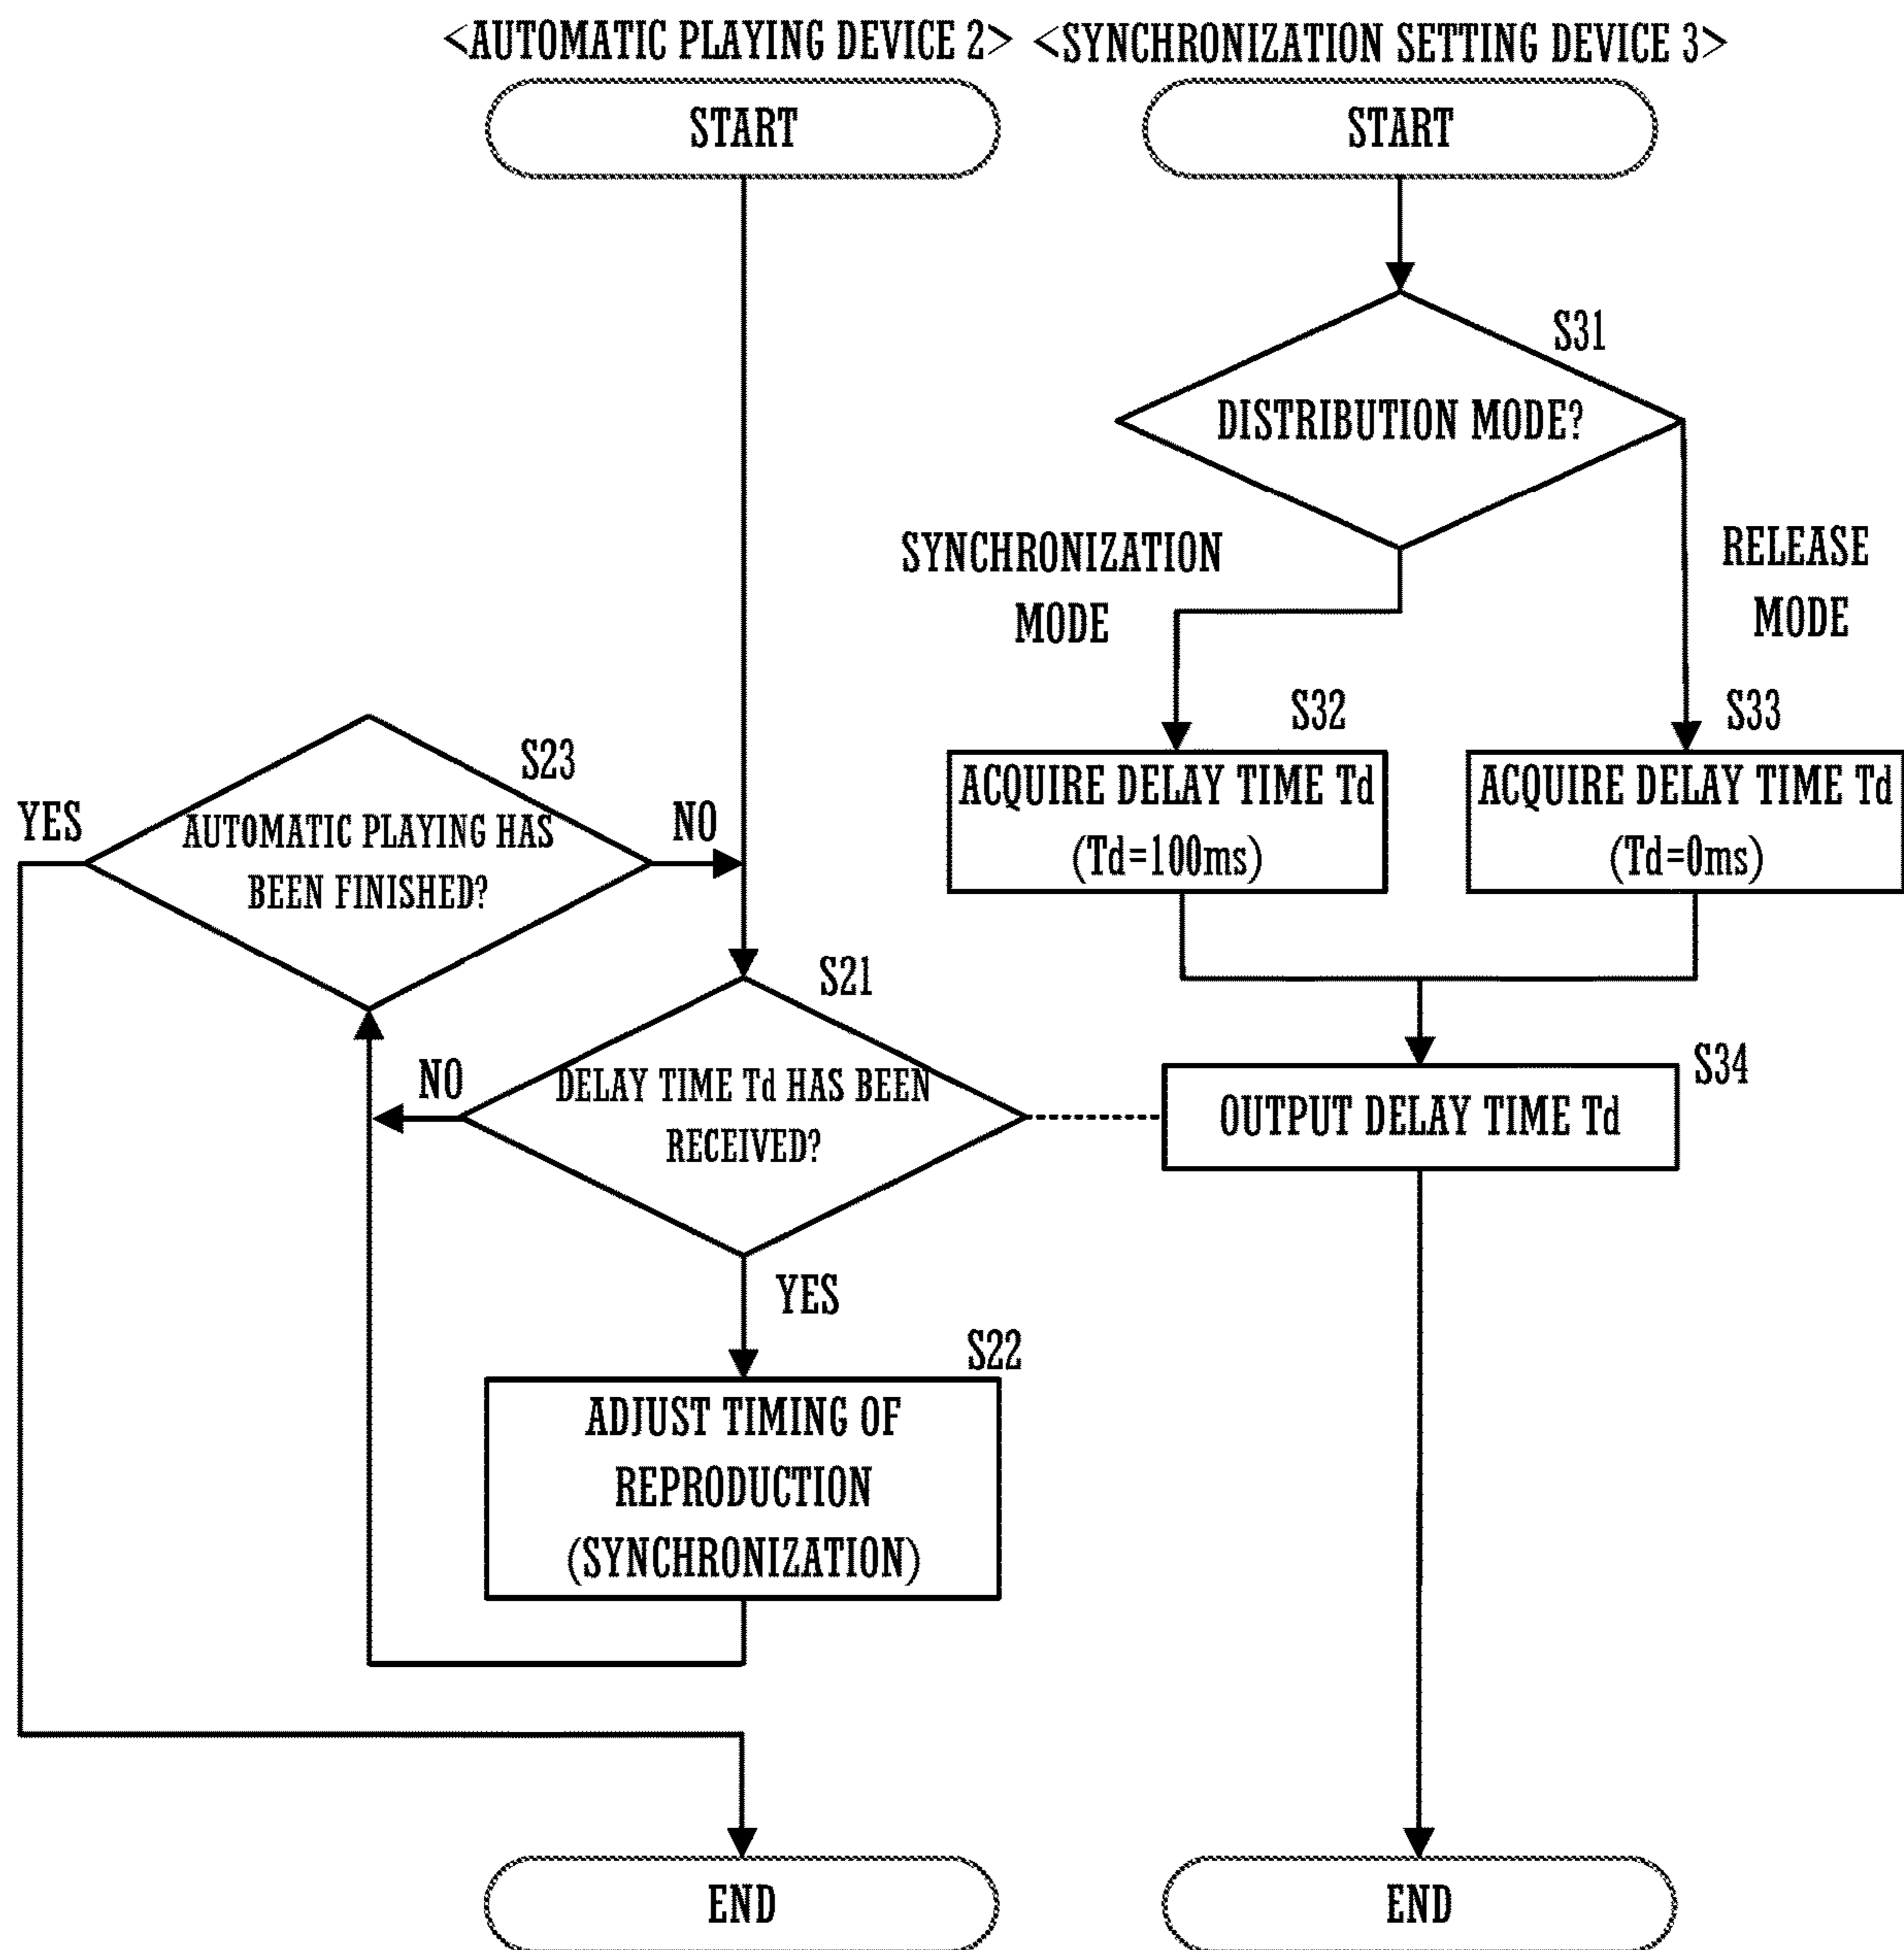 <AUTOMATIC PLAYING DEVICE 2>
<SYNCHRONIZATION SETTING DEVICE 3>
START
START
S31
DISTRIBUTION MODE?
SYNCHRONIZATION
MODE
RELEASE
MODE
S32
S33
ACQUIRE DELAY TIME Td
(Td=100ms)
ACQUIRE DELAY TIME Td
(Td=0ms)
S23
YES
NO
AUTOMATIC PLAYING HAS
BEEN FINISHED?
S21
NO
DELAY TIME Td HAS BEEN
RECEIVED?
S34
OUTPUT DELAY TIME Td
YES
S22
ADJUST TIMING OF
REPRODUCTION
(SYNCHRONIZATION)
END
END